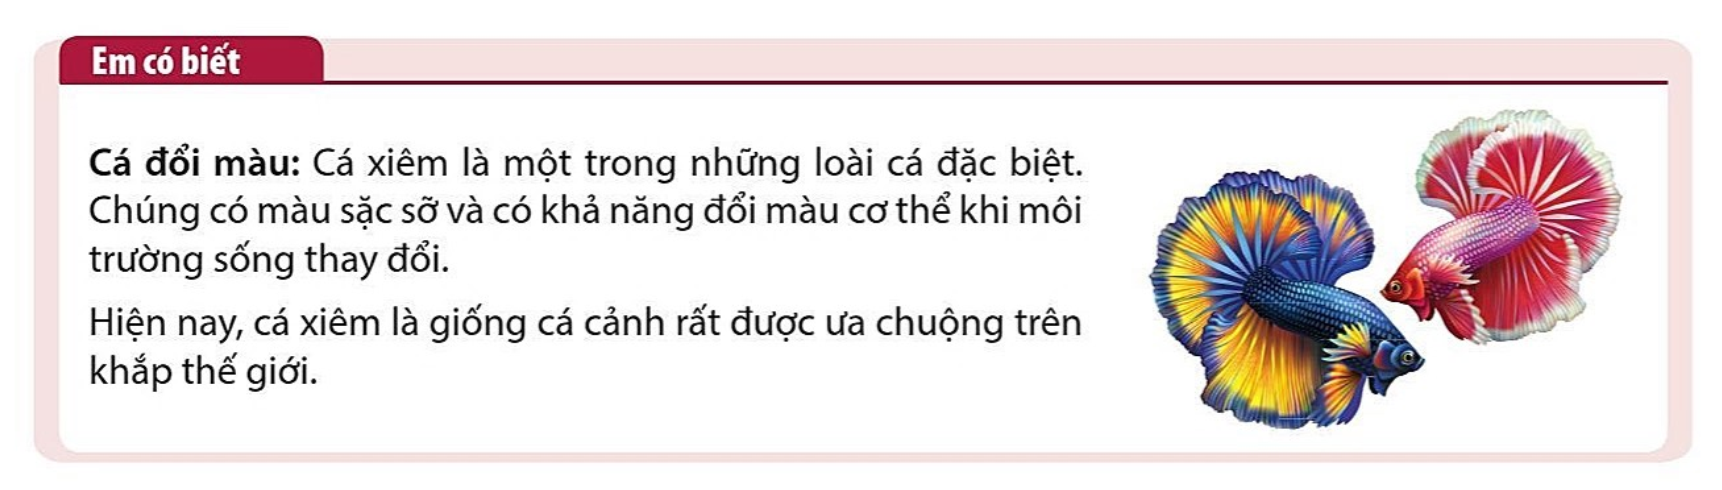 Em có biết
Cá đổi màu: Cá xiêm là một trong những loài cá đặc biệt.
Chúng có màu sặc sỡ và có khả năng đổi màu cơ thể khi môi
trường sống thay đổi.
Hiện nay, cá xiêm là giống cá cảnh rất được ưa chuộng trên
khắp thế giới.